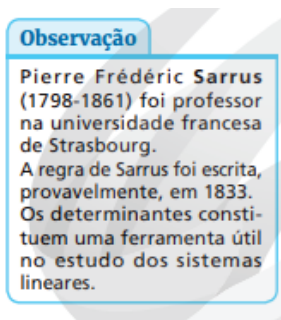 Observação
Pierre Frédéric Sarrus
(1798-1861) foi professor
na universidade francesa
de Strasbourg.
A regra de Sarrus foi escrita,
provavelmente, em 1833.
Os determinantes consti-
tuem uma ferramenta útil
no estudo dos sistemas
lineares.